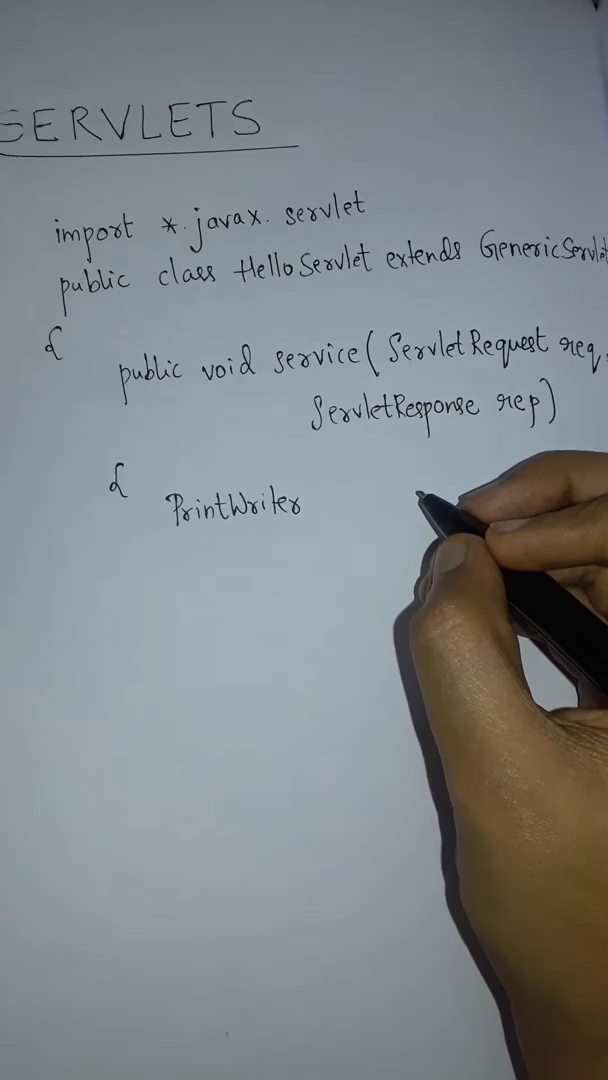 SERVLETS
import *.javax.servlet
public class HelloServlet extends GenericServlet
{
public void service(ServletRequest req,
ServletResponse rep)
{
PrintWriter